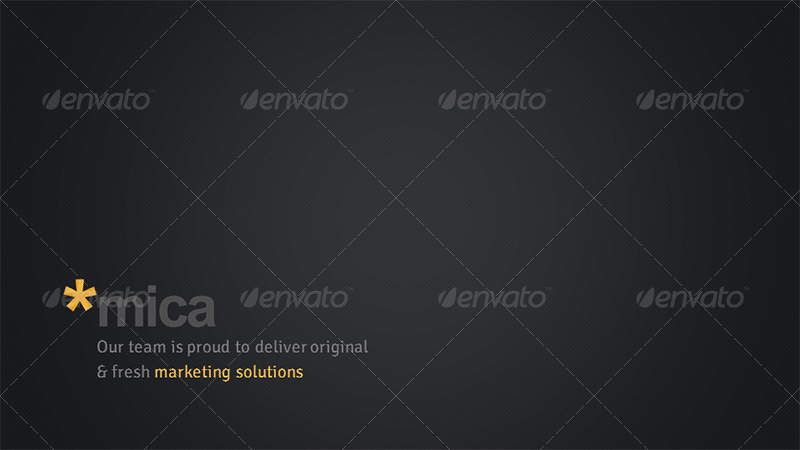 envato envato envato envato
envato envato envato envato
*mica
Our team is proud to deliver original
& fresh marketing solutions